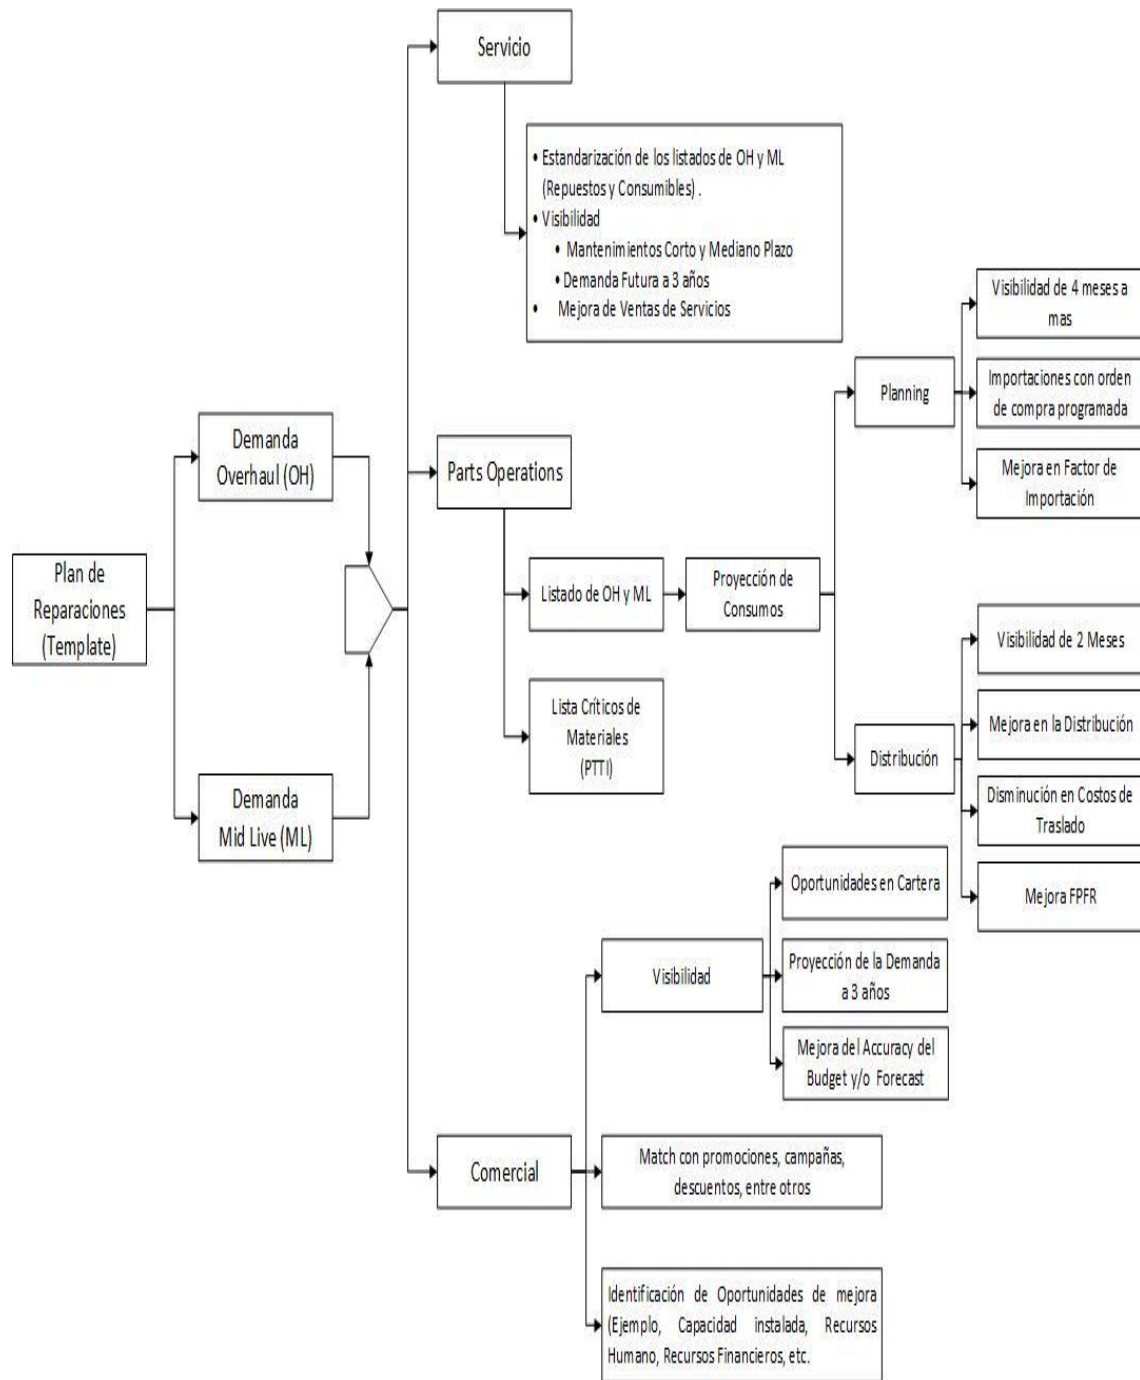 Servicio
• Estandarización de los listados de OH y ML
(Repuestos y Consumibles) .
• Visibilidad
• Mantenimientos Corto y Mediano Plazo
• Demanda Futura a 3 años
• Mejora de Ventas de Servicios
Visibilidad de 4 meses a
mas
Planning
Importaciones con orden
de compra programada
Mejora en Factor de
Importación
Demanda
Overhaul (OH)
Parts Operations
Plan de
Reparaciones
(Template)
Listado de OH y ML
Proyección de
Consumos
Visibilidad de 2 Meses
Lista Críticos de
Materiales
(PTTI)
Mejora en la Distribución
Distribución
Demanda
Mid Live (ML)
Disminución en Costos de
Traslado
Mejora FPFR
Oportunidades en Cartera
Visibilidad
Proyección de la Demanda
a 3 años
Mejora del Accuracy del
Budget y/o Forecast
Comercial
Match con promociones, campañas,
descuentos, entre otros
Identificación de Oportunidades de mejora
(Ejemplo, Capacidad instalada, Recursos
Humano, Recursos Financieros, etc.